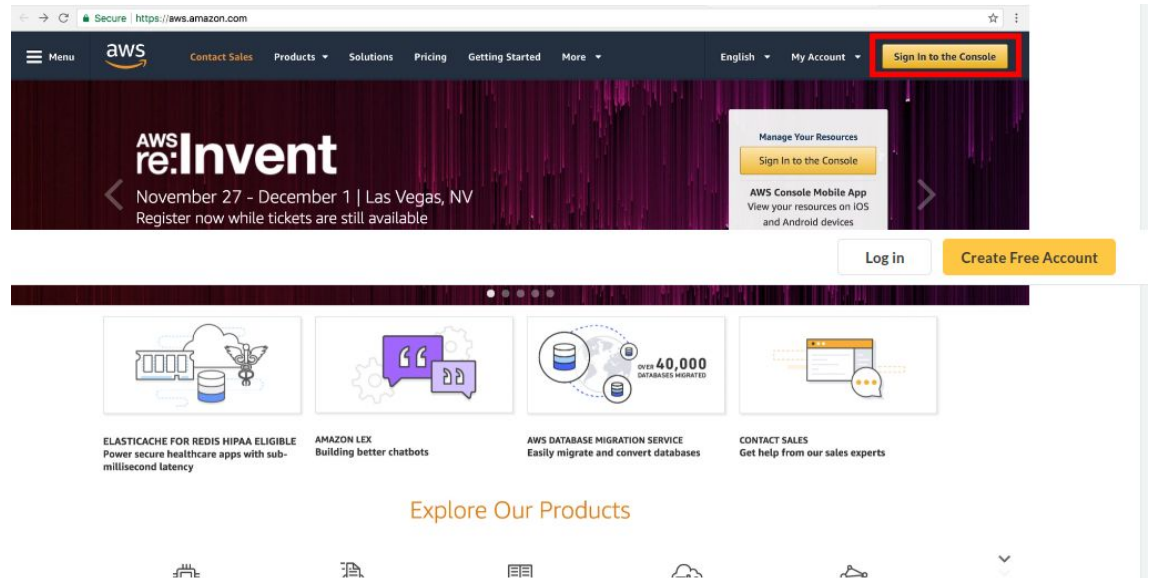 Secure | https://aws.amazon.com
Menu aws Contact Sales Products Solutions Pricing Getting Started More English My Account Sign In to the Console
AWS
re:Invent
November 27 - December 1 | Las Vegas, NV
Register now while tickets are still available
Manage Your Resources
Sign In to the Console
AWS Console Mobile App
View your resources on iOS
and Android devices
Log in Create Free Account
OVER 40,000
DATABASES MIGRATED
ELASTICACHE FOR REDIS HIPAA ELIGIBLE
Power secure healthcare apps with sub-
millisecond latency
AMAZON LEX
Building better chatbots
AWS DATABASE MIGRATION SERVICE
Easily migrate and convert databases
CONTACT SALES
Get help from our sales experts
Explore Our Products